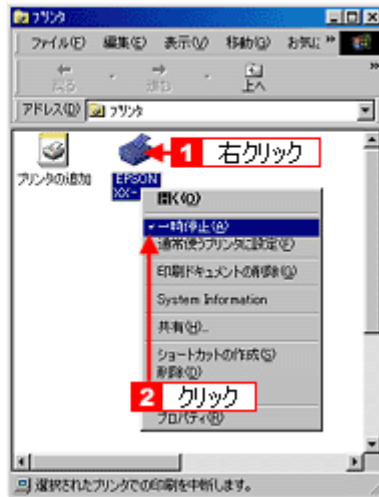 プリンタ
ファイル(F) 編集(E) 表示(V) 移動(G) お気に »
戻る 進む 上へ »
アドレス(D) プリンタ
1 右クリック
プリンタの追加
EPSON
XX-
開く(O)
一時停止(A)
通常使うプリンタに設定(E)
印刷ドキュメントの削除(G)
System Information
共有(H)...
ショートカットの作成(S)
削除(D)
2 クリック
プロパティ(R)
選択されたプリンタでの印刷を中断します。